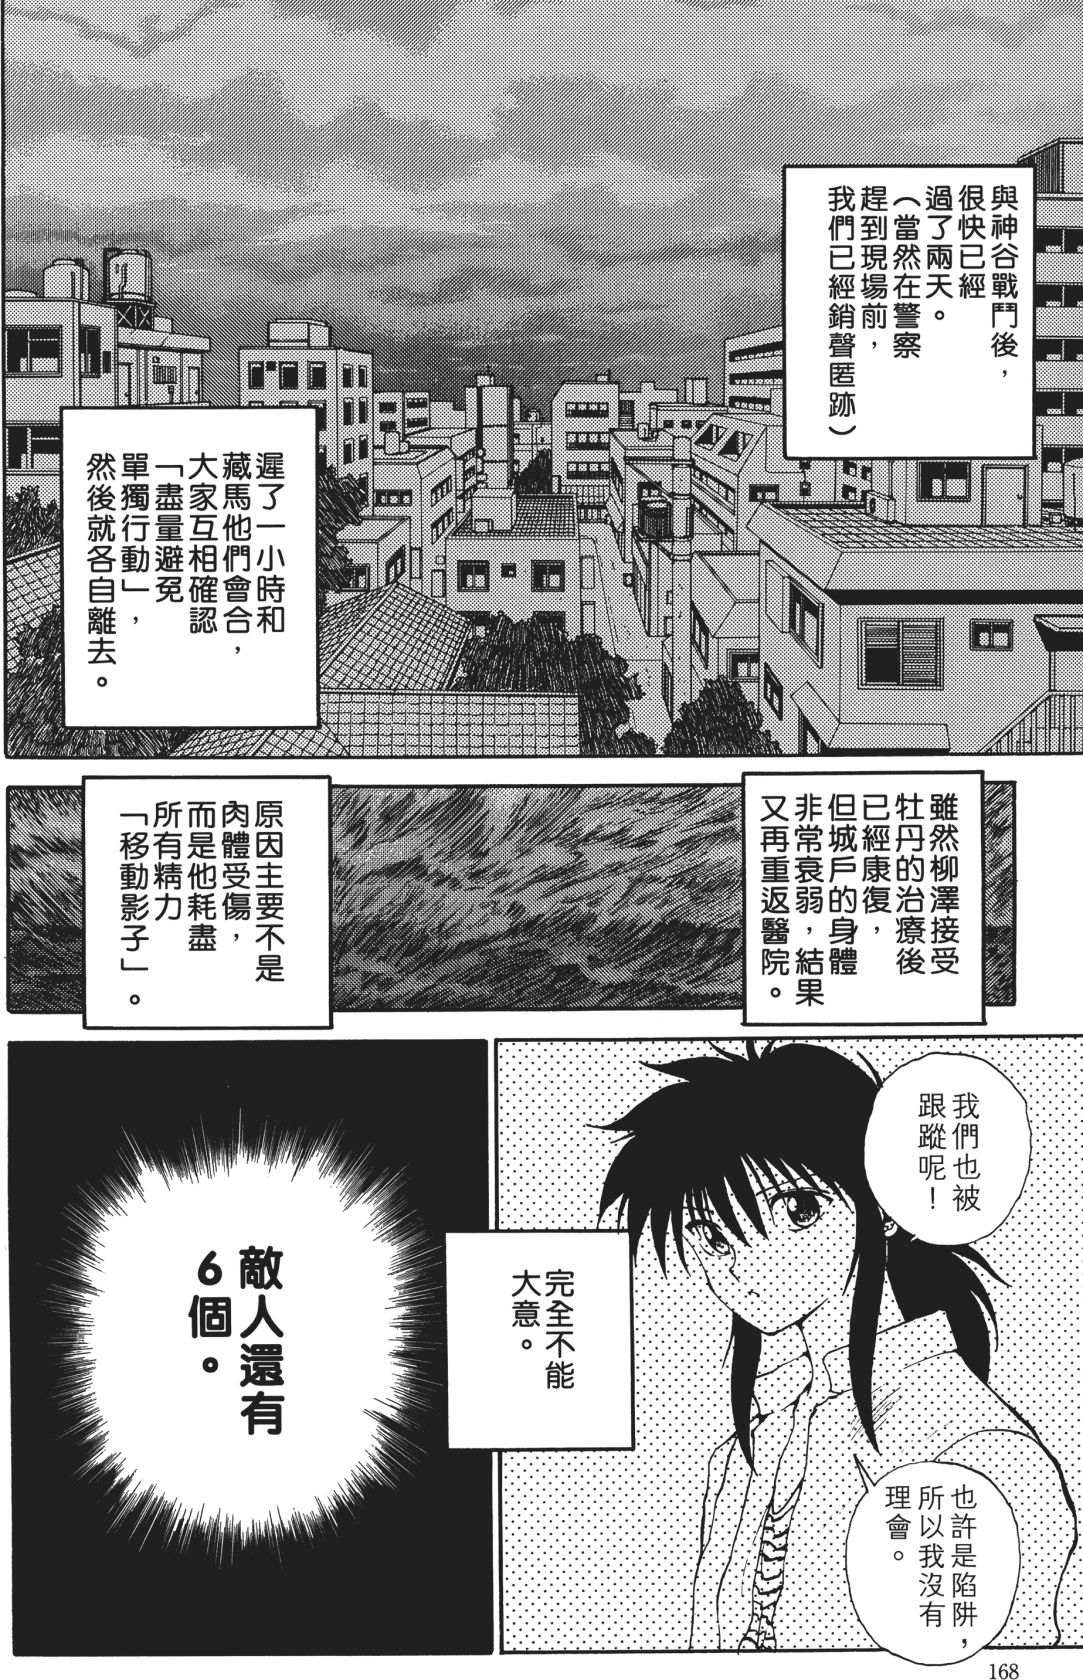 與神谷戰鬥後，
很快已經
過了兩天。
（當然在警察
趕到現場前，
我們已經銷聲匿跡）
遲了一小時和
藏馬他們會合，
大家互相確認
「盡量避免
單獨行動」，
然後就各自離去。
雖然柳澤接受
牡丹的治療後
已經康復，
但城戶的身體
非常衰弱，結果
又再重返醫院。
原因主要不是
肉體受傷，
而是他耗盡
所有精力
「移動影子」。
我們也被
跟蹤呢！
也許是陷阱，
所以我沒有
理會。
完全不能
大意。
敵人還有
6個。
168